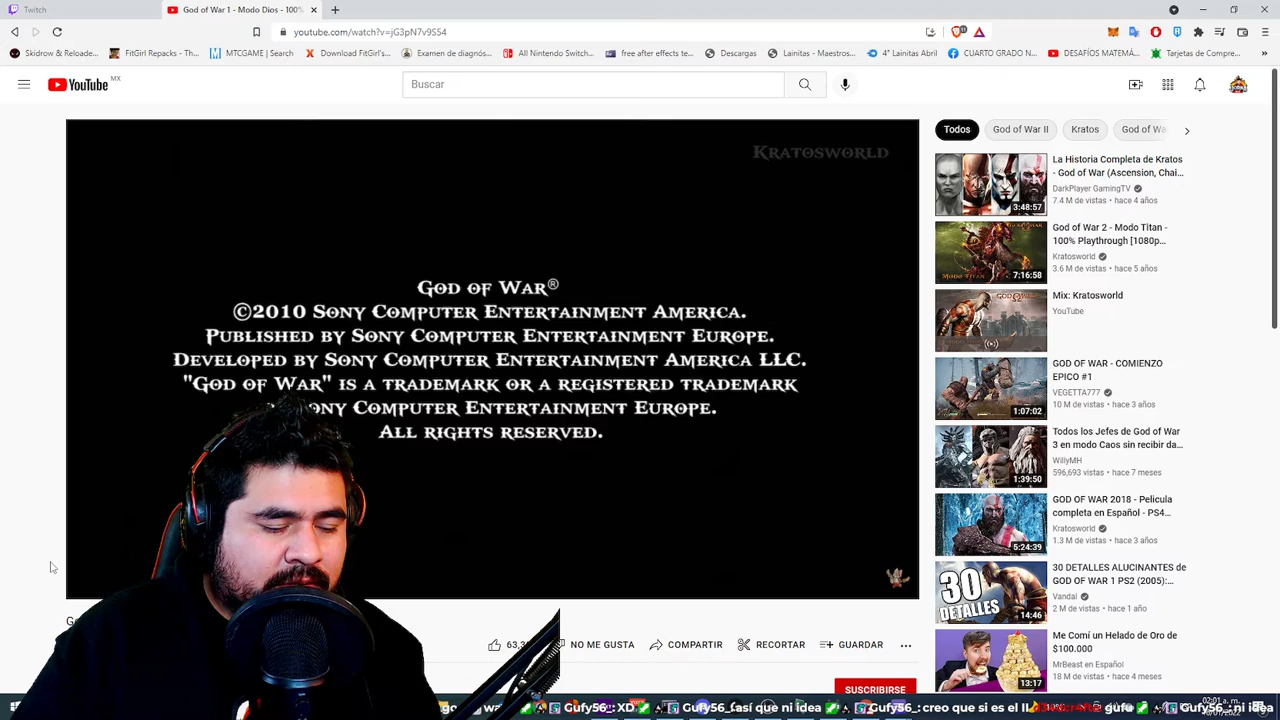 Twitch
God of War 1 - Modo Dios - 100%
youtube.com/watch?v=jG3pN7v9S54
Skidrow & Reloaded...
FitGirl Repacks - Th...
MTCGAME | Search
Download FitGirl's...
Examen de diagnós...
All Nintendo Switch...
free after effects te...
Descargas
Lainitas - Maestros...
4° Lainitas Abril
CUARTO GRADO N...
DESAFÍOS MATEMÁ...
Tarjetas de Compre...
YouTube MX
Buscar
Kratosworld
God of War®
©2010 Sony Computer Entertainment America.
Published by Sony Computer Entertainment Europe.
Developed by Sony Computer Entertainment America LLC.
"God of War" is a trademark or a registered trademark
Sony Computer Entertainment Europe.
All rights reserved.
NO ME GUSTA
COMPARTIR
RECORTAR
GUARDAR
SUSCRIBIRSE
Todos
God of War II
Kratos
God of Wa
La Historia Completa de Kratos
- God of War (Ascension, Chai...
DarkPlayer GamingTV
7.4 M de vistas • hace 4 años
3:48:57
God of War 2 - Modo Titan -
100% Playthrough [1080p...
Kratosworld
3.6 M de vistas • hace 5 años
MODO TITAN
7:16:58
Mix: Kratosworld
YouTube
GOD OF WAR - COMIENZO
EPICO #1
VEGETTA777
10 M de vistas • hace 3 años
1:07:02
Todos los Jefes de God of War
3 en modo Caos sin recibir da...
WillyMH
596,693 vistas • hace 7 meses
1:39:50
GOD OF WAR 2018 - Pelicula
completa en Español - PS4...
Kratosworld
1.3 M de vistas • hace 3 años
5:24:39
30 DETALLES ALUCINANTES de
GOD OF WAR 1 PS2 (2005):...
Vandal
2 M de vistas • hace 1 año
30
DETALLES
14:46
Me Comí un Helado de Oro de
$100.000
MrBeast en Español
18 M de vistas • hace 4 meses
13:17
Gufy56_: XD
Gufy56_: Así que ni idea
Gufy56_: creo que si es el II
02:01 a. m.